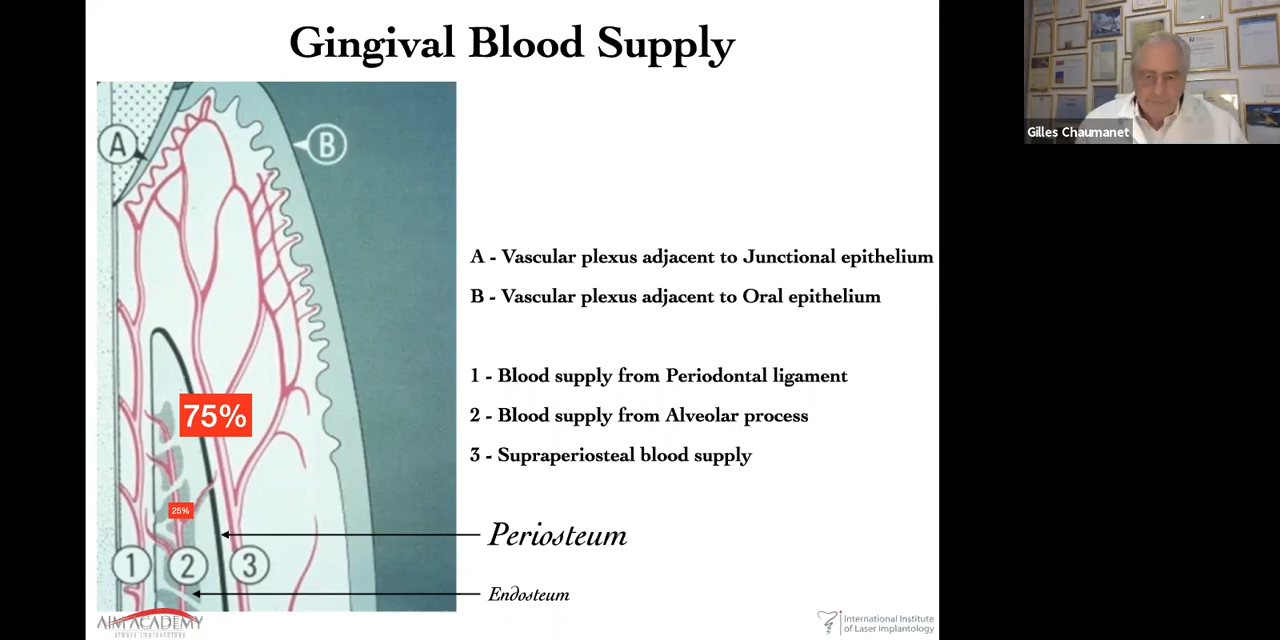 Gingival Blood Supply
Gilles Chaumanet
A
B
A - Vascular plexus adjacent to Junctional epithelium
B - Vascular plexus adjacent to Oral epithelium
1 - Blood supply from Periodontal ligament
75%
2 - Blood supply from Alveolar process
3 - Supraperiosteal blood supply
25%
Periosteum
1
2
3
Endosteum
AIM ACADEMY
always implantology
International Institute
of Laser Implantology